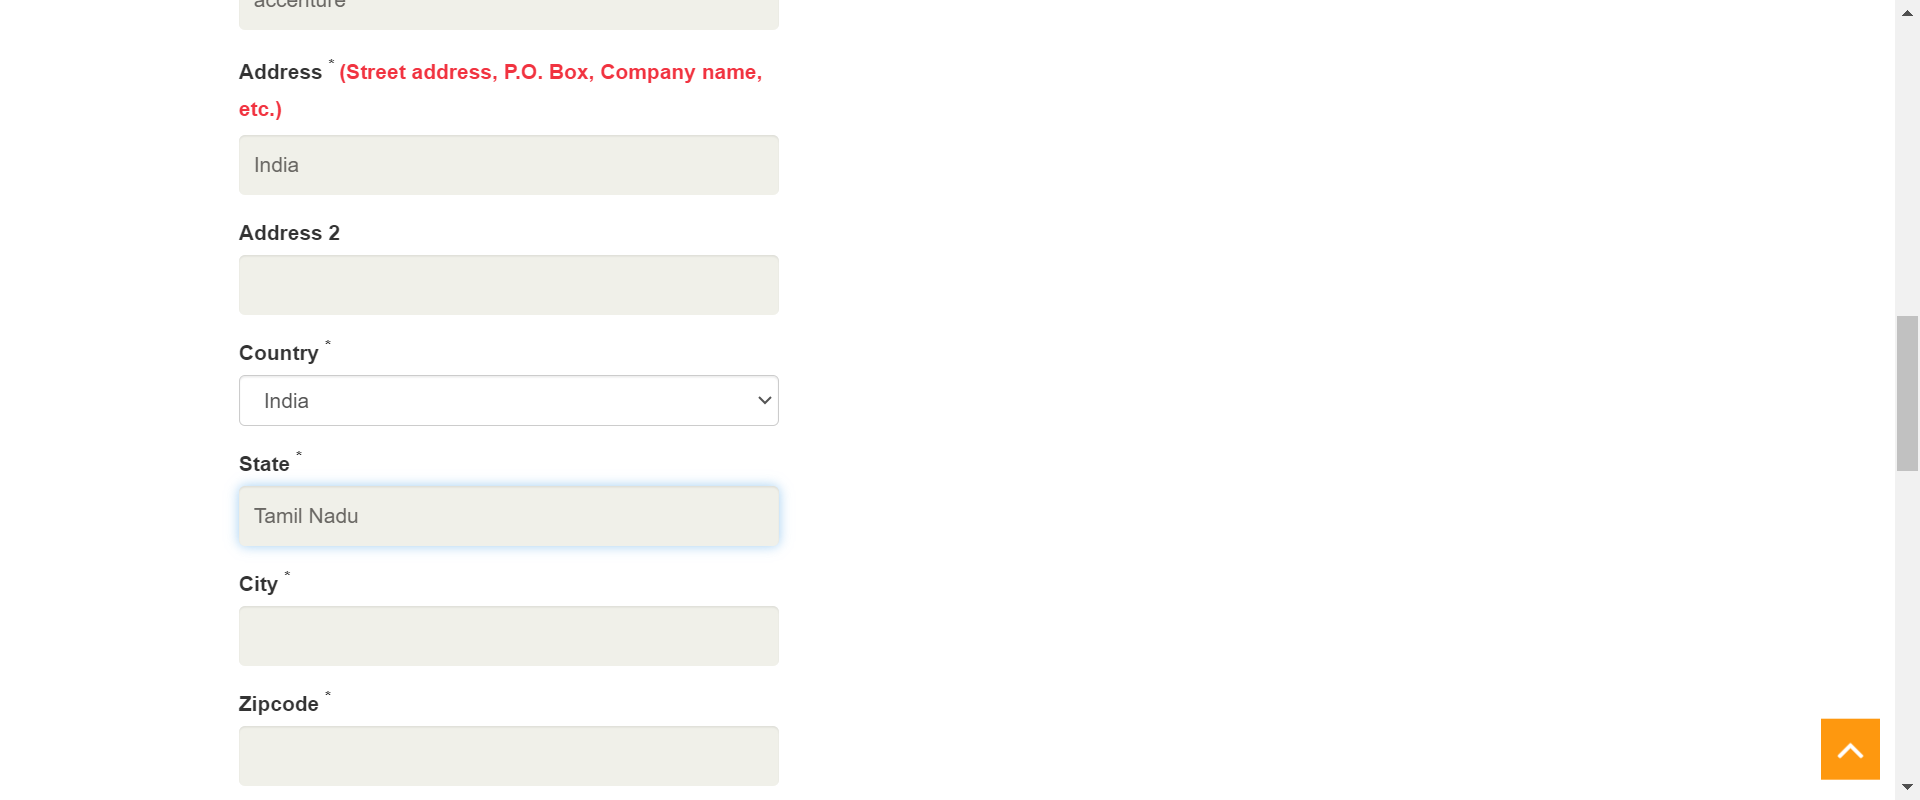 accenture
Address * (Street address, P.O. Box, Company name,
etc.)
India
Address 2
Country *
India
State *
Tamil Nadu
City *
Zipcode *